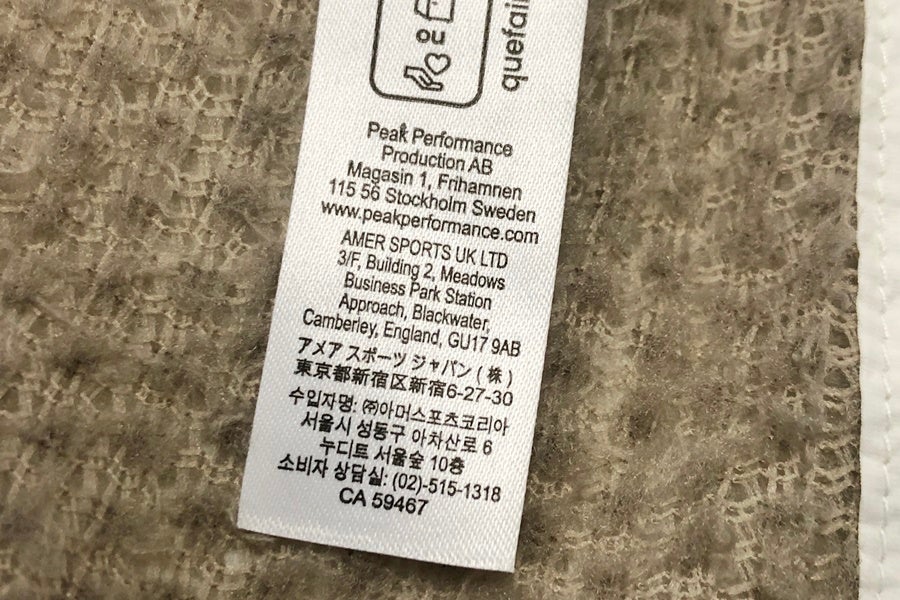 OU
quefair
Peak Performance
Production AB
Magasin 1, Frihamnen
115 56 Stockholm Sweden
www.peakperformance.com
AMER SPORTS UK LTD
3/F, Building 2, Meadows
Business Park Station
Approach, Blackwater,
Camberley, England, GU17 9AB
アメア スポーツ ジャパン (株)
東京都新宿区新宿6-27-30
수입자명: ㈜아머스포츠코리아
서울시 성동구 아차산로 6
누디트 서울숲 10층
소비자 상담실: (02)-515-1318
CA 59467